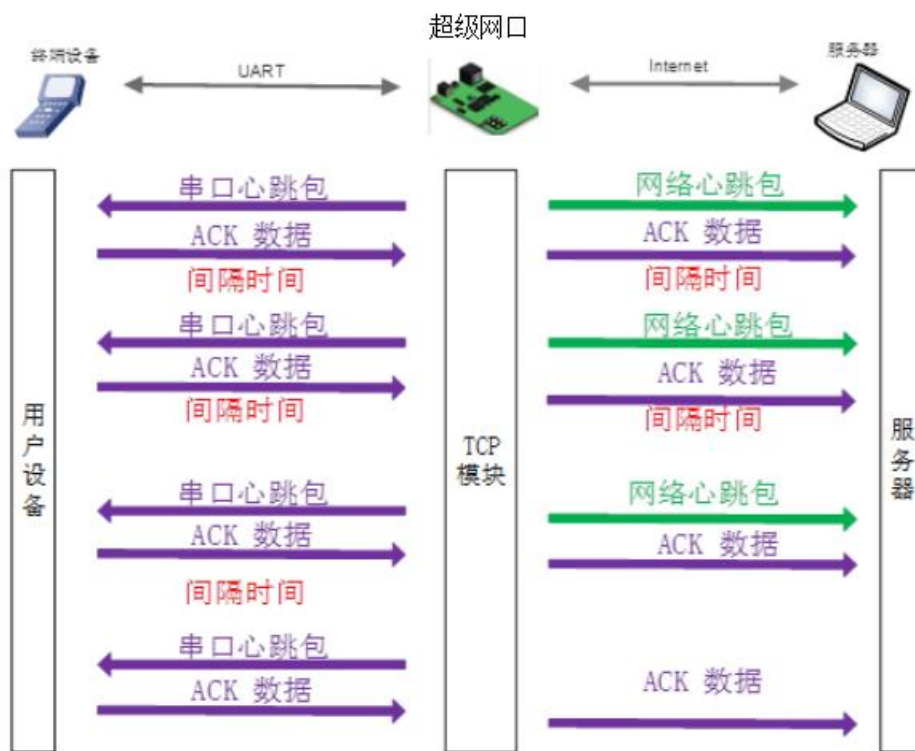 超级网口
终端设备
UART
Internet
服务器
串口心跳包
网络心跳包
ACK 数据
ACK 数据
间隔时间
间隔时间
串口心跳包
网络心跳包
ACK 数据
ACK 数据
间隔时间
间隔时间
用户设备
TCP
模块
服务器
串口心跳包
网络心跳包
ACK 数据
ACK 数据
间隔时间
串口心跳包
ACK 数据
ACK 数据